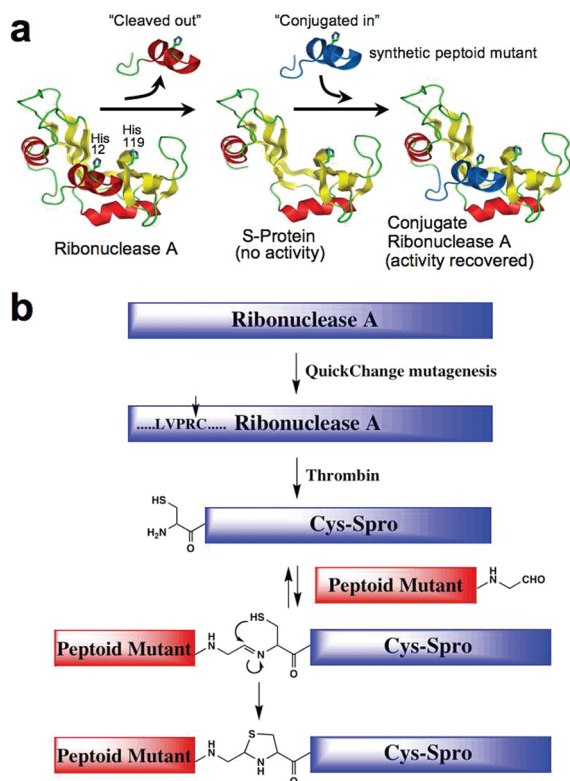 a
"Cleaved out"
"Conjugated in"
synthetic peptoid mutant
His
12
His
119
Ribonuclease A
S-Protein
(no activity)
Conjugate
Ribonuclease A
(activity recovered)
b
Ribonuclease A
QuickChange mutagenesis
.....LVPRC..... Ribonuclease A
Thrombin
HS
H₂N
O
Cys-Spro
Peptoid Mutant
H
N
CHO
HS
Peptoid Mutant
N
H
N
O
Cys-Spro
Peptoid Mutant
H
N
S
N
H
O
Cys-Spro